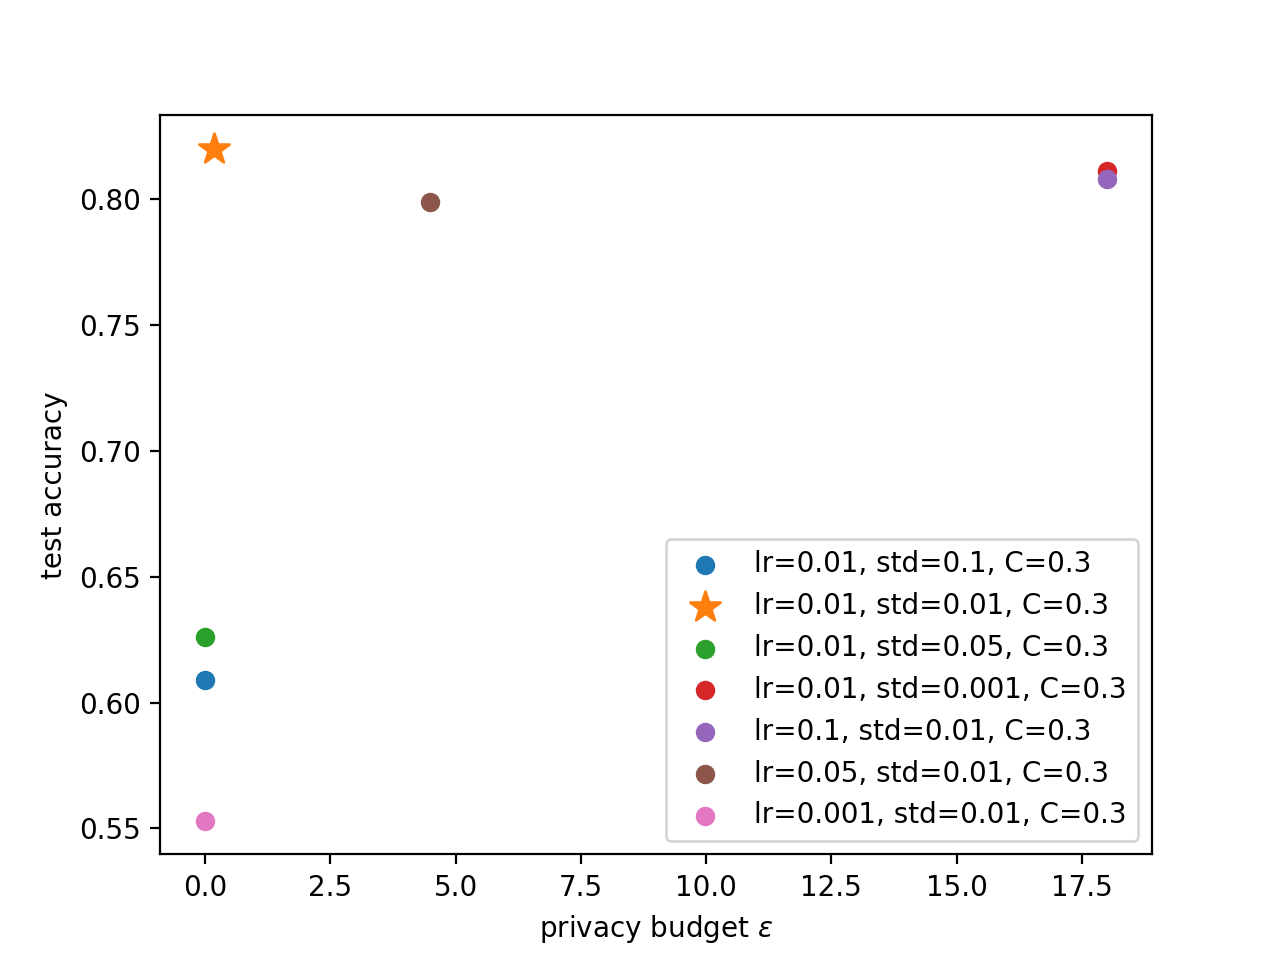 0.80
0.75
0.70
0.65
0.60
0.55
test accuracy
lr=0.01, std=0.1, C=0.3
lr=0.01, std=0.01, C=0.3
lr=0.01, std=0.05, C=0.3
lr=0.01, std=0.001, C=0.3
lr=0.1, std=0.01, C=0.3
lr=0.05, std=0.01, C=0.3
lr=0.001, std=0.01, C=0.3
0.0 2.5 5.0 7.5 10.0 12.5 15.0 17.5
privacy budget ε